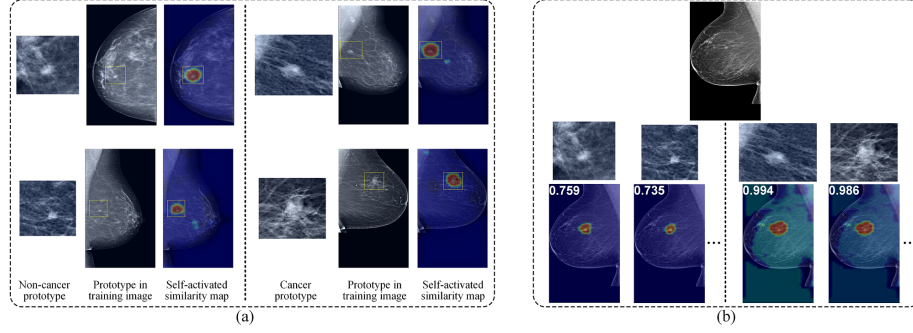 0.759
0.735
0.994
0.986
...
...
Non-cancer
prototype
Prototype in
training image
Self-activated
similarity map
Cancer
prototype
Prototype in
training image
Self-activated
similarity map
(a)
(b)